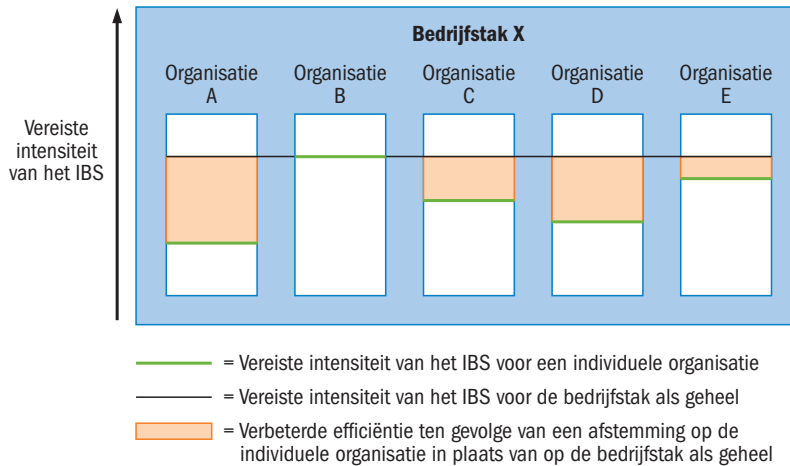 Bedrijfstak X
Organisatie A
Organisatie B
Organisatie C
Organisatie D
Organisatie E
Vereiste
intensiteit
van het IBS
= Vereiste intensiteit van het IBS voor een individuele organisatie
= Vereiste intensiteit van het IBS voor de bedrijfstak als geheel
= Verbeterde efficiëntie ten gevolge van een afstemming op de
individuele organisatie in plaats van op de bedrijfstak als geheel